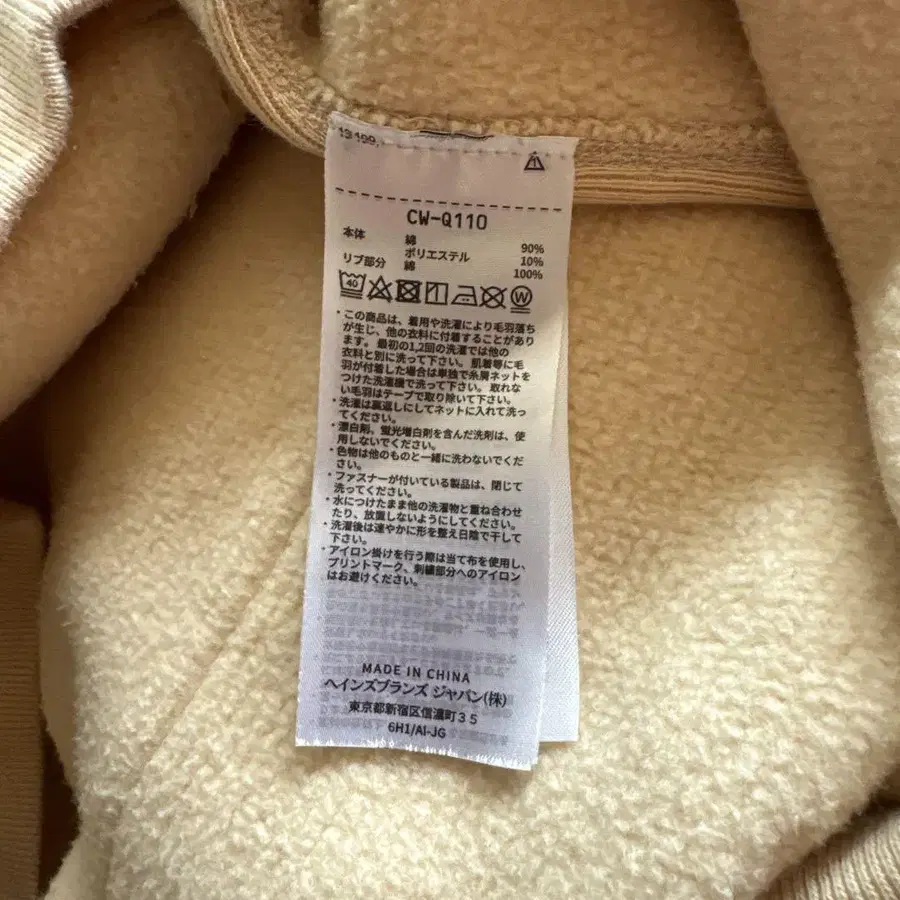 CW-Q110
本体 綿 90%
ポリエステル 10%
リブ部分 綿 100%
40
W
・この商品は、着用や洗濯により毛羽落ち
が生じ、他の衣料に付着することがあり
ます。最初の1,2回の洗濯では他の
衣料と別に洗って下さい。肌着等に毛
羽が付着した場合は単独で糸屑ネットを
つけた洗濯機で洗って下さい。取れな
い毛羽はテープで取り除いて下さい。
・洗濯は裏返しにしてネットに入れて洗っ
てください。
・漂白剤、蛍光増白剤を含んだ洗剤は、使
用しないでください。
・色物は他のものと一緒に洗わないでくだ
さい。
・ファスナーが付いている製品は、閉じて
洗ってください。
・水につけたまま他の洗濯物と重ね合わせ
たり、放置しないようにしてください。
・洗濯後は速やかに形を整え日陰で干して
下さい。
・アイロン掛けを行う際は当て布を使用し、
プリントマーク、刺繍部分へのアイロン
はお避けください。
MADE IN CHINA
ヘインズブランズ ジャパン(株)
東京都新宿区信濃町35
6H1/AI-JG